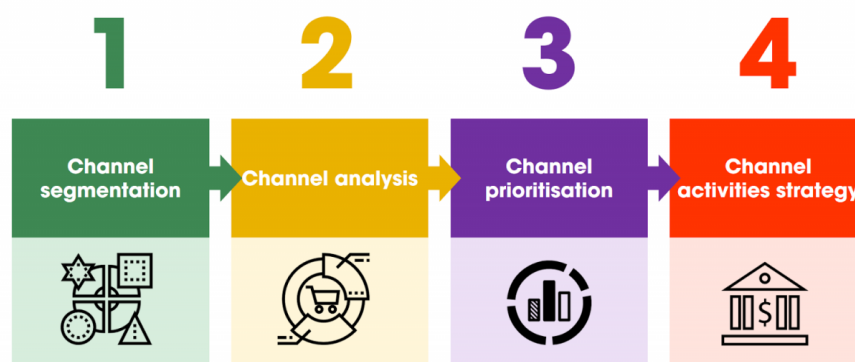 1
2
3
4
Channel
segmentation
Channel analysis
Channel
prioritisation
Channel
activities strategy
$